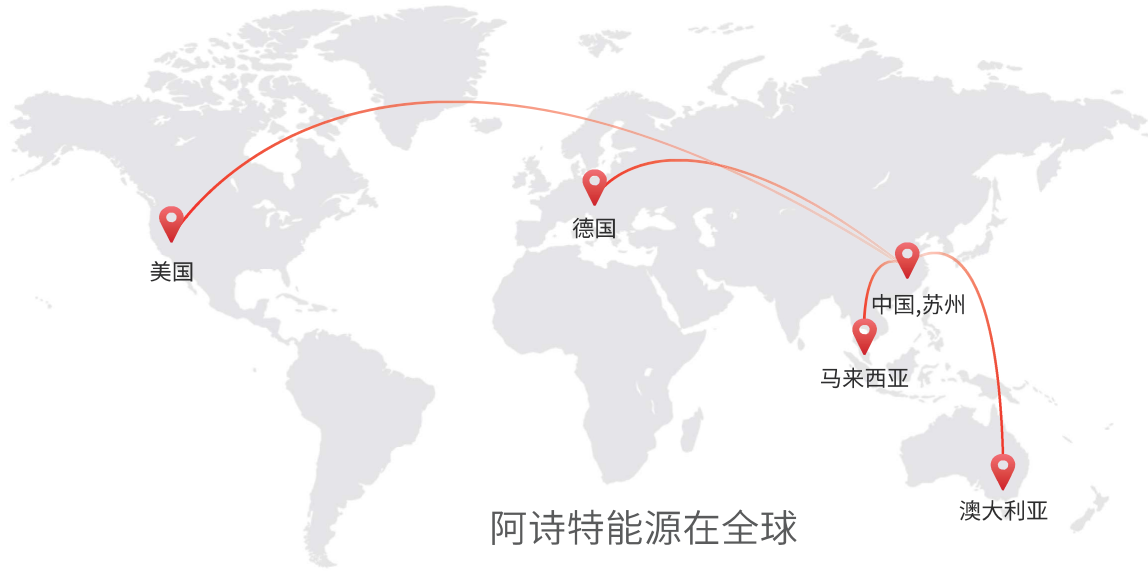 德国
美国
中国,苏州
马来西亚
澳大利亚
阿诗特能源在全球